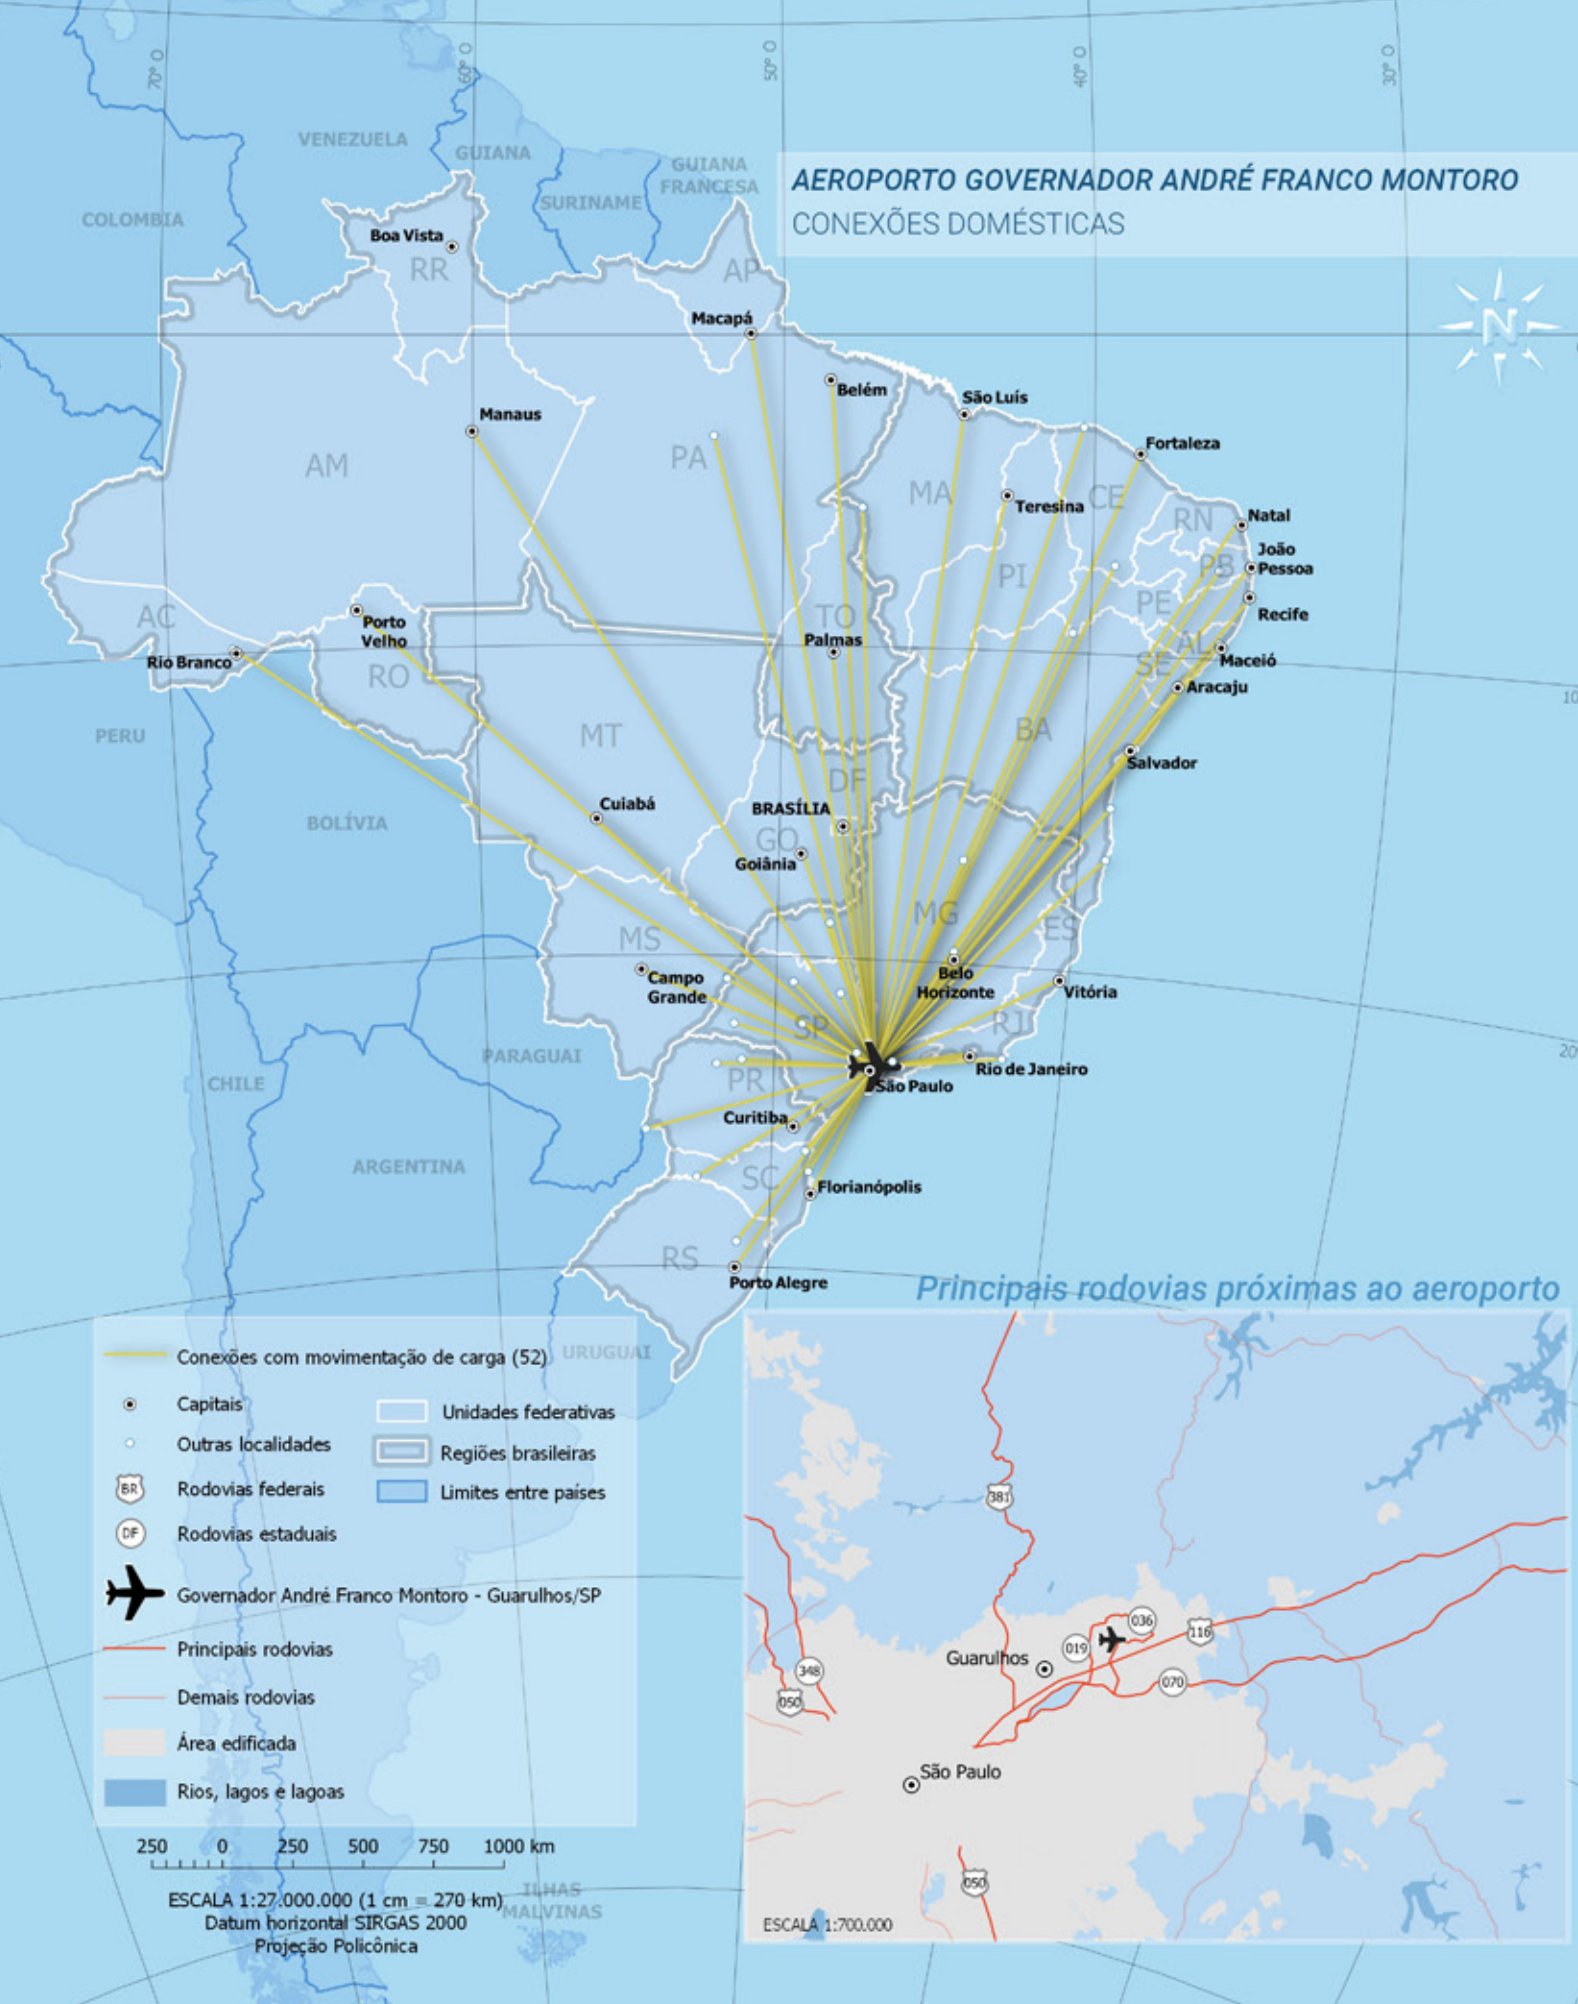 70° O
60° O
50° O
40° O
30° O
VENEZUELA
GUIANA
GUIANA
FRANCESA
SURINAME
COLOMBIA
AEROPORTO GOVERNADOR ANDRÉ FRANCO MONTORO
CONEXÕES DOMÉSTICAS
Boa Vista
RR
AP
N
Macapá
Belém
São Luís
Manaus
Fortaleza
AM
PA
MA
CE
Teresina
RN
Natal
João
Pessoa
PB
PI
PE
Recife
AC
Porto
Velho
TO
Palmas
AL
Maceió
SE
Rio Branco
RO
Aracaju
10
PERU
MT
BA
Salvador
DF
Cuiabá
BRASÍLIA
BOLÍVIA
GO
Goiânia
MG
ES
MS
Campo
Grande
Belo
Horizonte
Vitória
SP
RJ
20°
PARAGUAI
CHILE
PR
São Paulo
Rio de Janeiro
Curitiba
ARGENTINA
SC
Florianópolis
RS
Porto Alegre
Principais rodovias próximas ao aeroporto
URUGUAI
Conexões com movimentação de carga (52)
Capitais
Unidades federativas
Outras localidades
Regiões brasileiras
BR
Rodovias federais
Limites entre países
DF
Rodovias estaduais
Governador André Franco Montoro - Guarulhos/SP
Principais rodovias
Demais rodovias
Área edificada
Rios, lagos e lagoas
250 0 250 500 750 1000 km
ESCALA 1:27.000.000 (1 cm = 270 km)
Datum horizontal SIRGAS 2000
Projeção Policônica
ILHAS
MALVINAS
381
036
116
019
Guarulhos
348
070
050
São Paulo
050
ESCALA 1:700.000